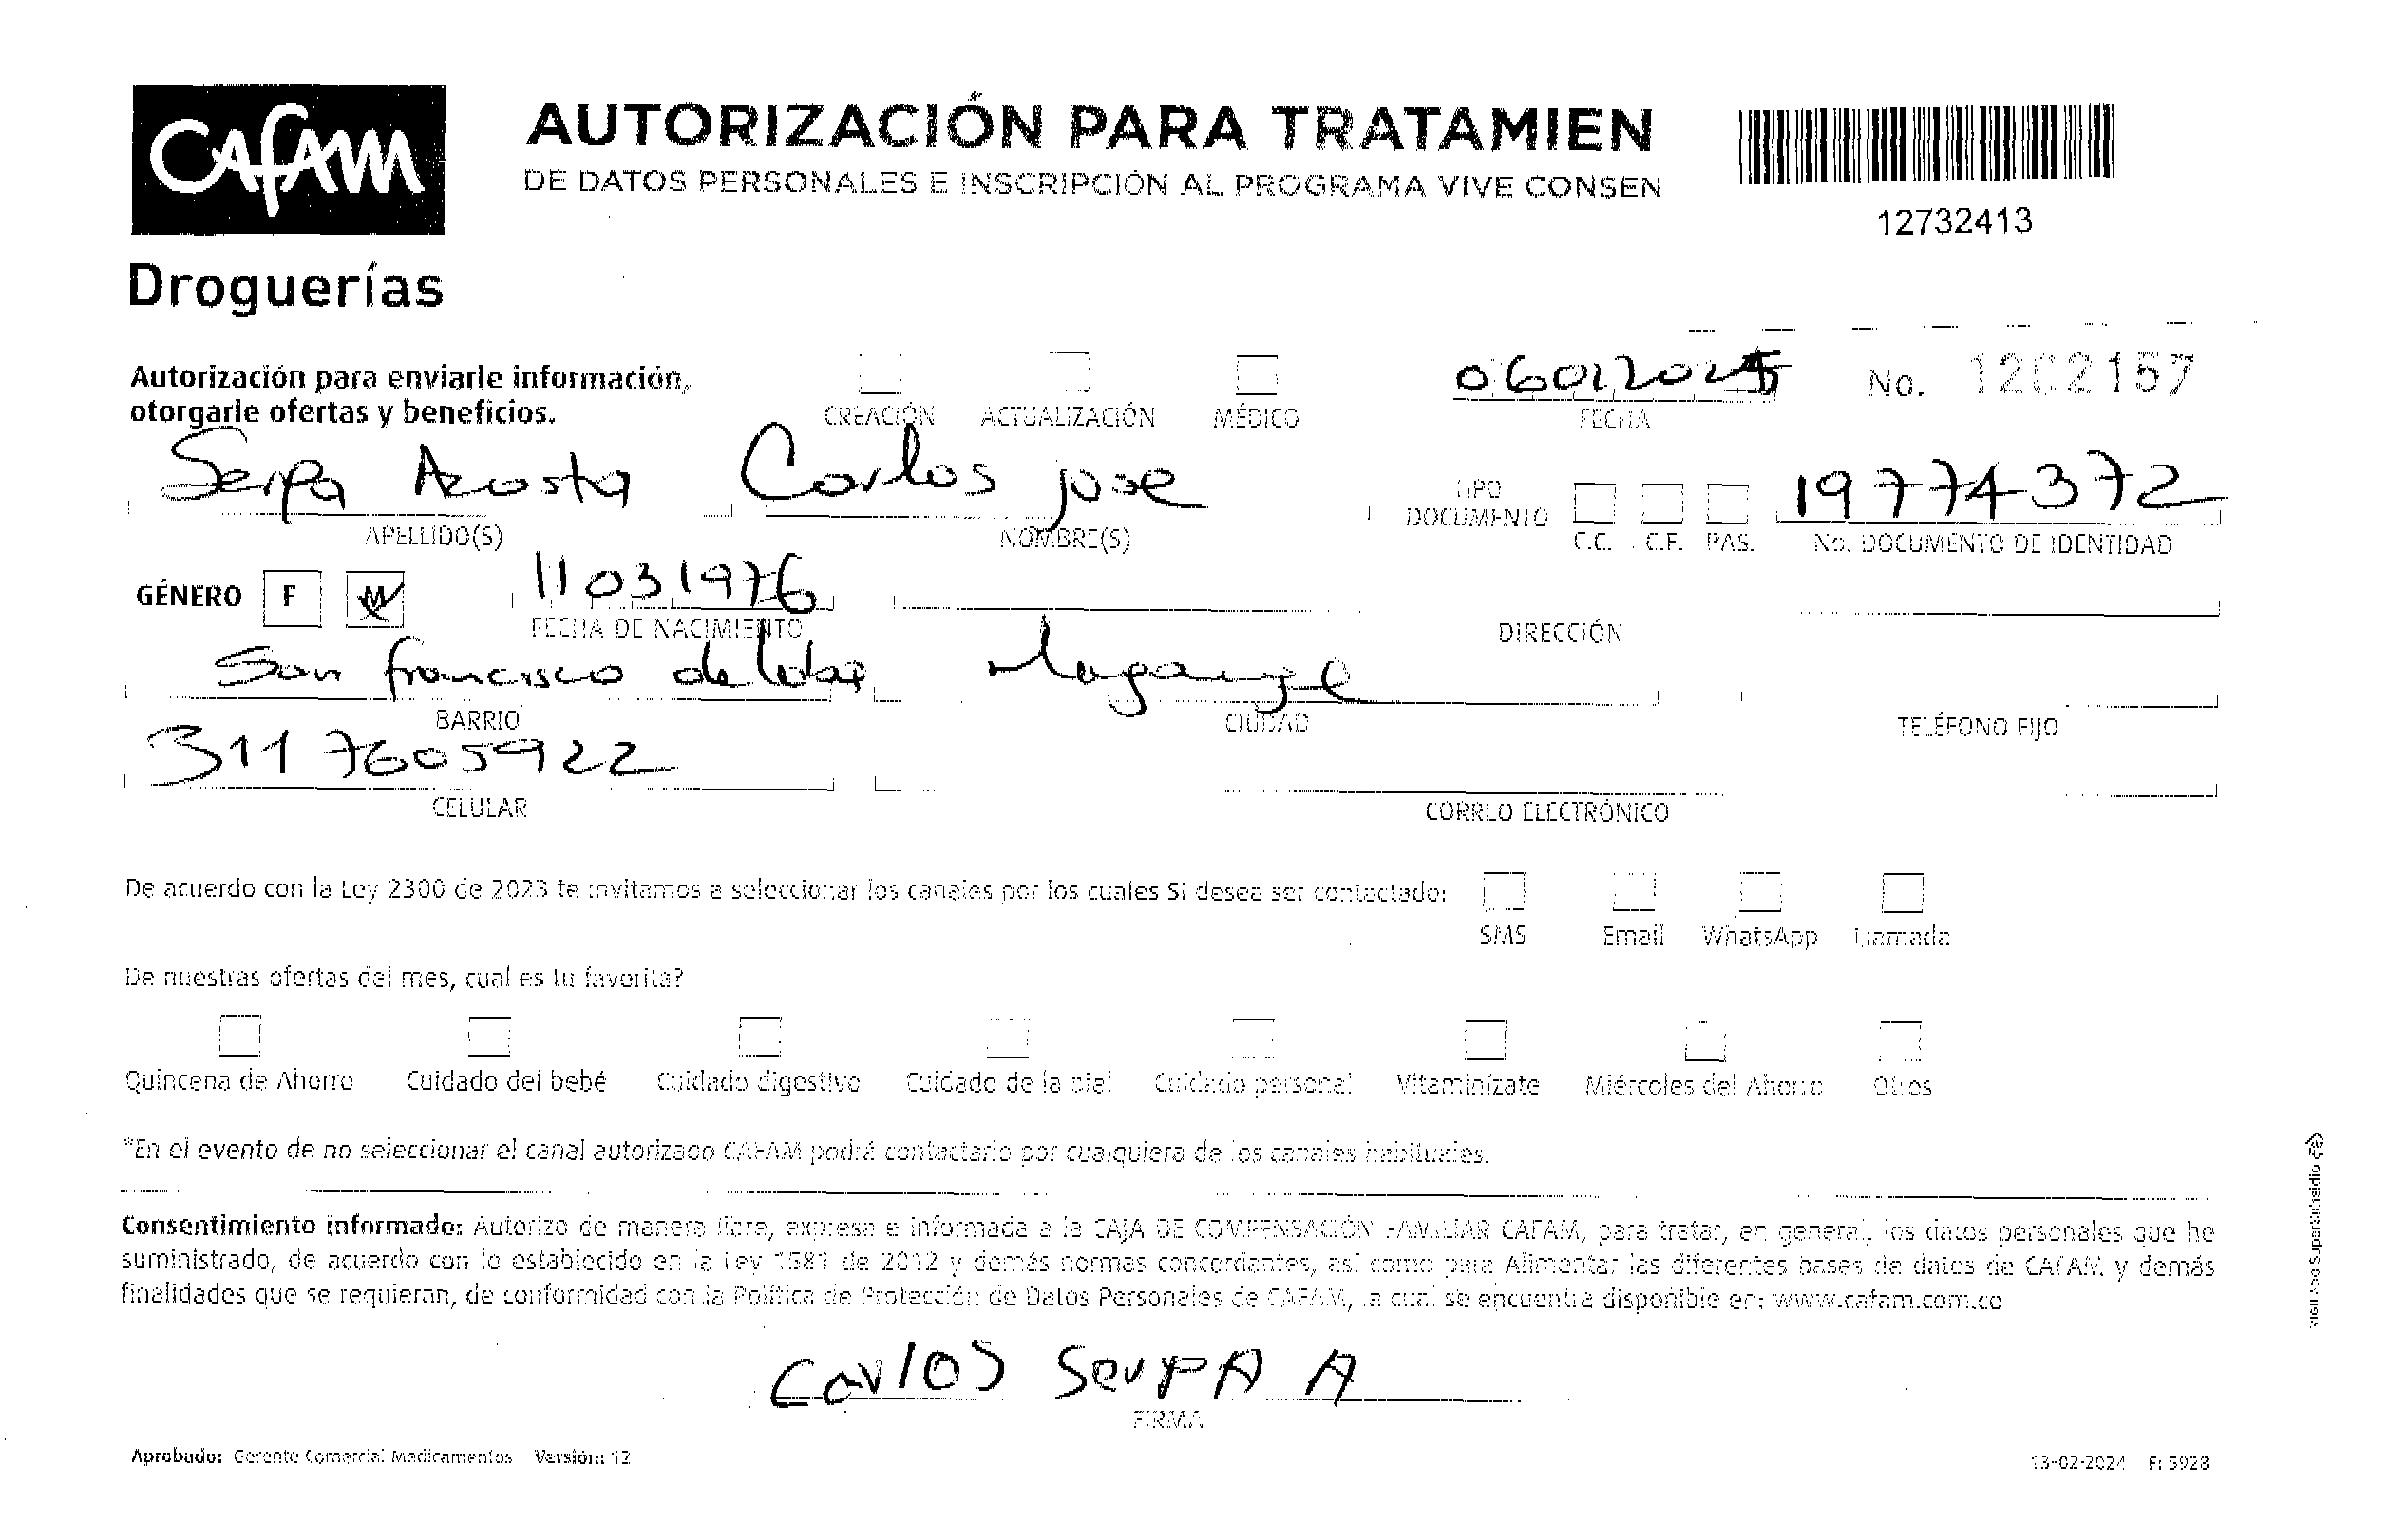 CAFAM
Droguerías
AUTORIZACIÓN PARA TRATAMIEN
DE DATOS PERSONALES E INSCRIPCIÓN AL PROGRAMA VIVE CONSEN
12732413
Autorización para enviarle información,
otorgarle ofertas y beneficios.
CREACIÓN ACTUALIZACIÓN MÉDICO
06012025
FECHA
No. 1202157
Serpa Acosta Carlos jose
APELLIDO(S) NOMBRE(S)
TIPO
DOCUMENTO
C.C. C.E. PAS.
19774372
No. DOCUMENTO DE IDENTIDAD
GÉNERO F M
11031976
FECHA DE NACIMIENTO
DIRECCIÓN
San francisco de
BARRIO
Magangue
CIUDAD
TELÉFONO FIJO
3117605922
CELULAR
CORREO ELECTRÓNICO
De acuerdo con la Ley 2300 de 2023 te invitamos a seleccionar los canales por los cuales Si desea ser contactado:
SMS Email WhatsApp Llamada
De nuestras ofertas del mes, cual es tu favorita?
Quincena de Ahorro Cuidado del bebé Cuidado digestivo Cuidado de la piel Cuidado personal Vitaminízate Miércoles del Ahorro Otros
*En el evento de no seleccionar el canal autorizado CAFAM podrá contactarlo por cualquiera de los canales habituales.
Consentimiento informado: Autorizo de manera libre, expresa e informada a la CAJA DE COMPENSACIÓN FAMILIAR CAFAM, para tratar, en general, los datos personales que he
suministrado, de acuerdo con lo establecido en la Ley 1581 de 2012 y demás normas concordantes, así como para Alimentar las diferentes bases de datos de CAFAM y demás
finalidades que se requieran, de conformidad con la Política de Protección de Datos Personales de CAFAM, la cual se encuentra disponible en: www.cafam.com.co
Carlos SerpA A
FIRMA
Aprobado: Gerente Comercial Medicamentos Versión: 12
13-02-2024 F: 5928